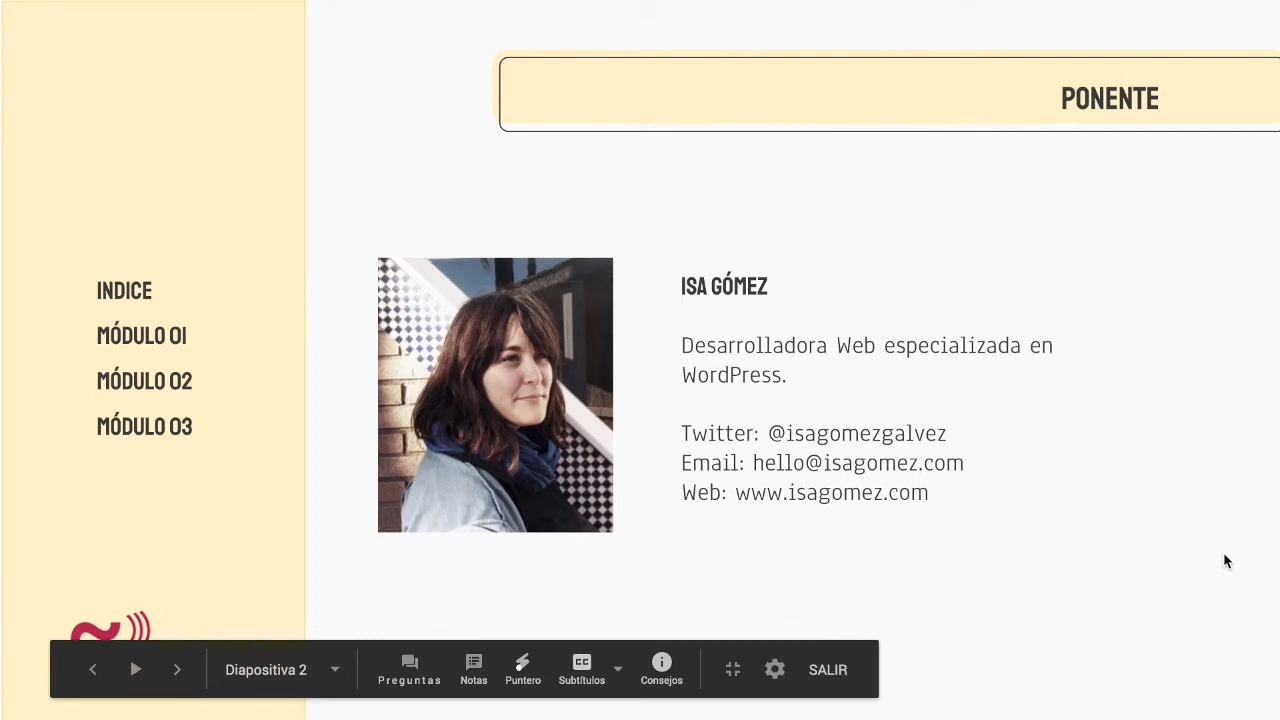 PONENTE
INDICE
MÓDULO 01
MÓDULO 02
MÓDULO 03
ISA GÓMEZ
Desarrolladora Web especializada en
WordPress.
Twitter: @isagomezgalvez
Email: hello@isagomez.com
Web: www.isagomez.com
Diapositiva 2
Preguntas
Notas
Puntero
CC
Subtítulos
Consejos
SALIR